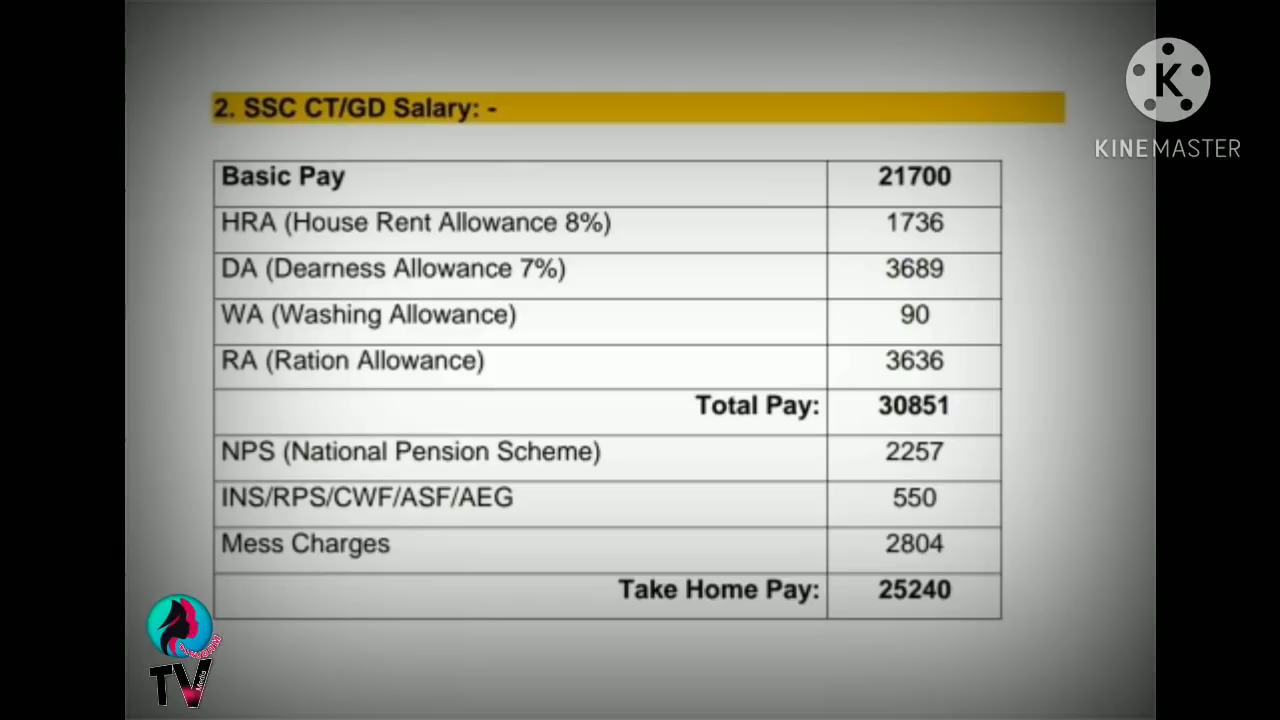 2. SSC CT/GD Salary: -
Basic Pay 21700
HRA (House Rent Allowance 8%) 1736
DA (Dearness Allowance 7%) 3689
WA (Washing Allowance) 90
RA (Ration Allowance) 3636
Total Pay: 30851
NPS (National Pension Scheme) 2257
INS/RPS/CWF/ASF/AEG 550
Mess Charges 2804
Take Home Pay: 25240
K
KINEMASTER
TV
Media